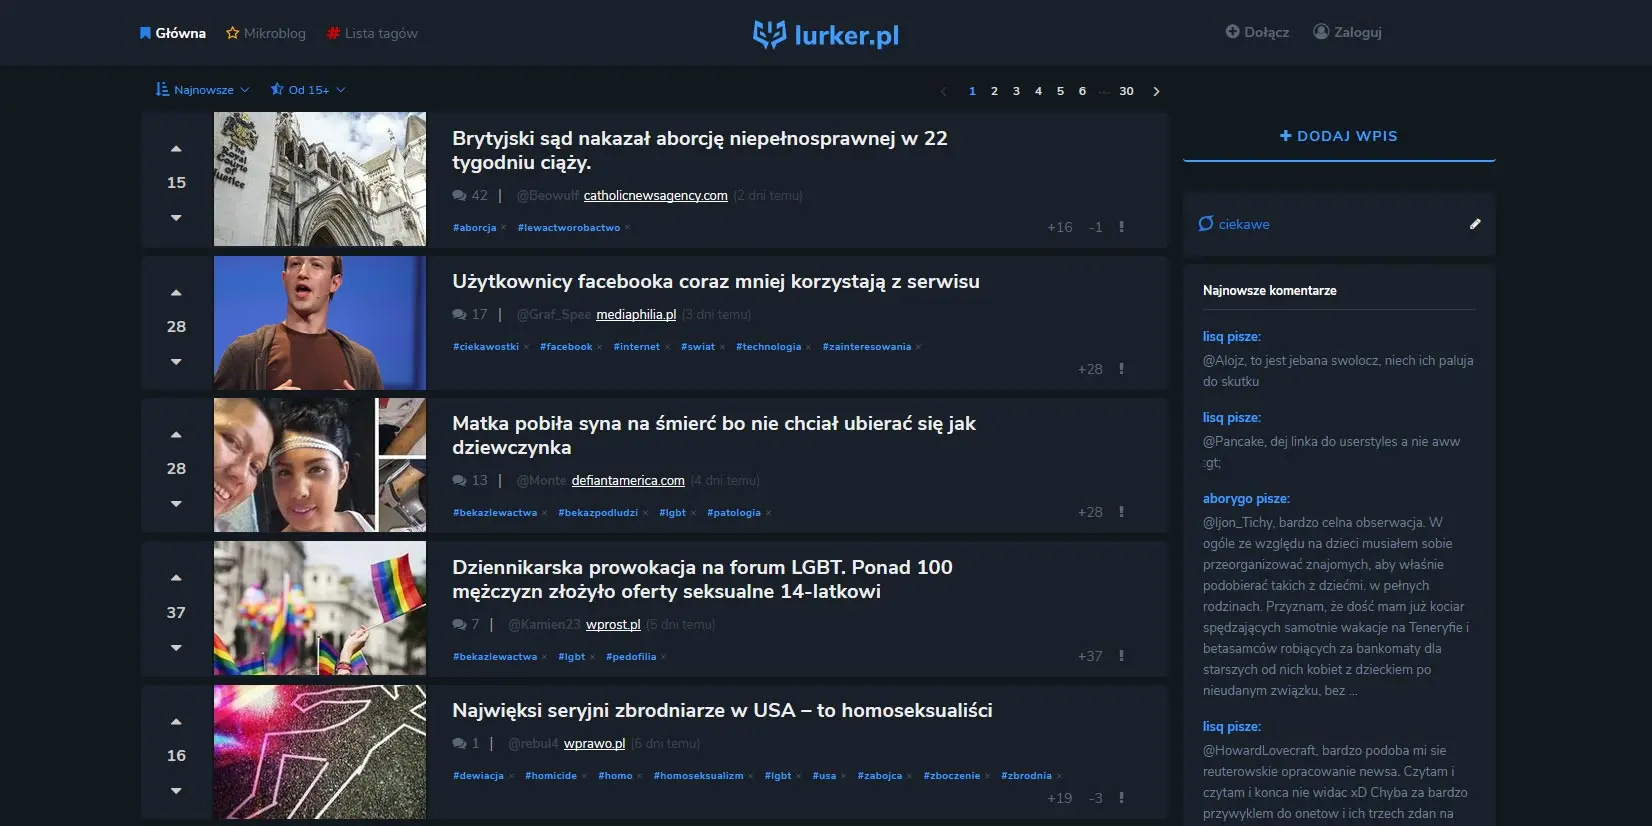 Główna Mikroblog # Lista tagów
lurker.pl
Dołącz Zaloguj
Najnowsze Od 15+
1 2 3 4 5 6 ... 30
15
The Royal Courts of Justice
Brytyjski sąd nakazał aborcję niepełnosprawnej w 22
tygodniu ciąży.
42 | @Beowulf catholicnewsagency.com (2 dni temu)
#aborcja × #lewactworobactwo ×
+16 -1 !
28
Użytkownicy facebooka coraz mniej korzystają z serwisu
17 | @Graf_Spee mediaphilia.pl (3 dni temu)
#ciekawostki × #facebook × #internet × #swiat × #technologia × #zainteresowania ×
+28 !
28
Matka pobiła syna na śmierć bo nie chciał ubierać się jak
dziewczynka
13 | @Monte defiantamerica.com (4 dni temu)
#bekazlewactwa × #bekazpodludzi × #lgbt × #patologia ×
+28 !
37
Dziennikarska prowokacja na forum LGBT. Ponad 100
mężczyzn złożyło oferty seksualne 14-latkowi
7 | @Kamien23 wprost.pl (5 dni temu)
#bekazlewactwa × #lgbt × #pedofilia ×
+37 !
16
Najwięksi seryjni zbrodniarze w USA – to homoseksualiści
1 | @rebul4 wprawo.pl (6 dni temu)
#dewiacja × #homicide × #homo × #homoseksualizm × #lgbt × #usa × #zabojca × #zboczenie × #zbrodnia ×
+19 -3 !
+ DODAJ WPIS
ciekawe
Najnowsze komentarze
lisq pisze:
@Alojz, to jest jebana swolocz, niech ich paluja
do skutku
lisq pisze:
@Pancake, dej linka do userstyles a nie aww
:gt;
aborygo pisze:
@Ijon_Tichy, bardzo celna obserwacja. W
ogóle ze względu na dzieci musiałem sobie
przeorganizować znajomych, aby właśnie
podobierać takich z dziećmi. w pełnych
rodzinach. Przyznam, że dość mam już kociar
spędzających samotnie wakacje na Teneryfie i
betasamców robiących za bankomaty dla
starszych od nich kobiet z dzieckiem po
nieudanym związku, bez ...
lisq pisze:
@HowardLovecraft, bardzo podoba mi sie
reuterowskie opracowanie newsa. Czytam i
czytam i konca nie widac xD Chyba za bardzo
przywyklem do onetow i ich trzech zdan na